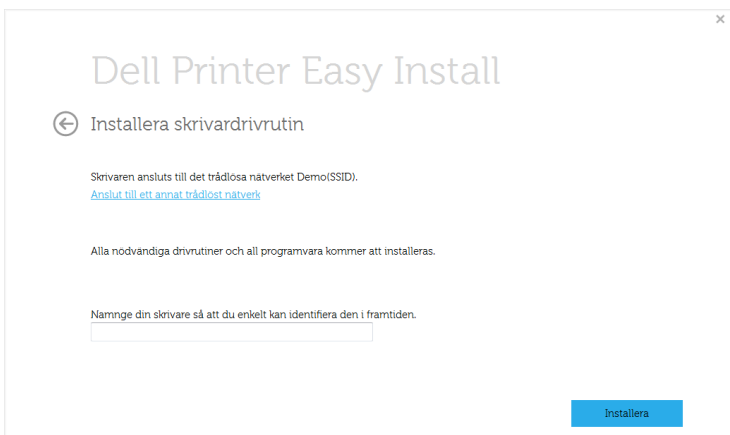 Dell Printer Easy Install
Installera skrivardrivrutin
Skrivaren ansluts till det trådlösa nätverket Demo(SSID).
Anslut till ett annat trådlöst nätverk
Alla nödvändiga drivrutiner och all programvara kommer att installeras.
Namnge din skrivare så att du enkelt kan identifiera den i framtiden.
Installera